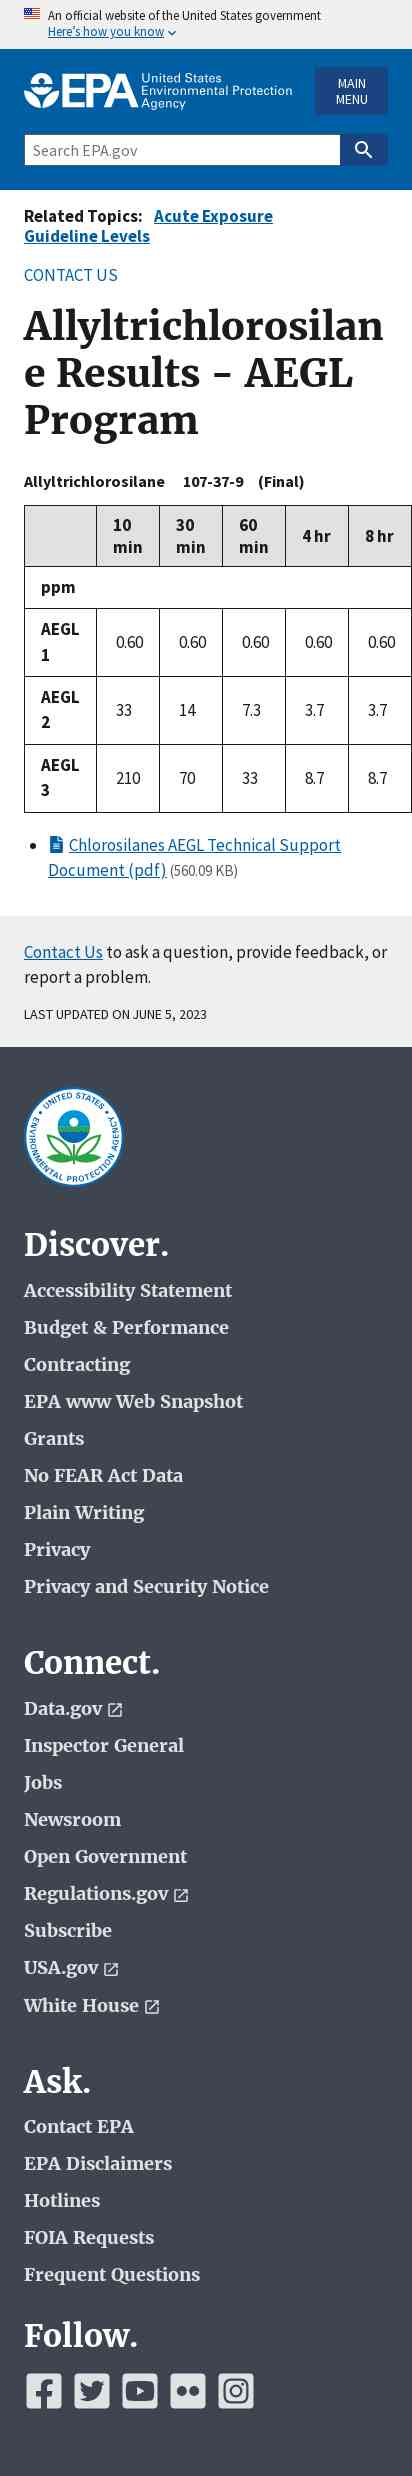 An official website of the United States government
Here's how you know
EPA United States
Environmental Protection
Agency
MAIN
MENU
Search EPA.gov
Related Topics: Acute Exposure
Guideline Levels
CONTACT US
Allyltrichlorosilan
e Results - AEGL
Program
Allyltrichlorosilane 107-37-9 (Final)
10 min 30 min 60 min 4 hr 8 hr
ppm
AEGL 1 0.60 0.60 0.60 0.60 0.60
AEGL 2 33 14 7.3 3.7 3.7
AEGL 3 210 70 33 8.7 8.7
Chlorosilanes AEGL Technical Support
Document (pdf) (560.09 KB)
Contact Us to ask a question, provide feedback, or
report a problem.
LAST UPDATED ON JUNE 5, 2023
UNITED STATES
ENVIRONMENTAL PROTECTION AGENCY
Discover.
Accessibility Statement
Budget & Performance
Contracting
EPA www Web Snapshot
Grants
No FEAR Act Data
Plain Writing
Privacy
Privacy and Security Notice
Connect.
Data.gov
Inspector General
Jobs
Newsroom
Open Government
Regulations.gov
Subscribe
USA.gov
White House
Ask.
Contact EPA
EPA Disclaimers
Hotlines
FOIA Requests
Frequent Questions
Follow.